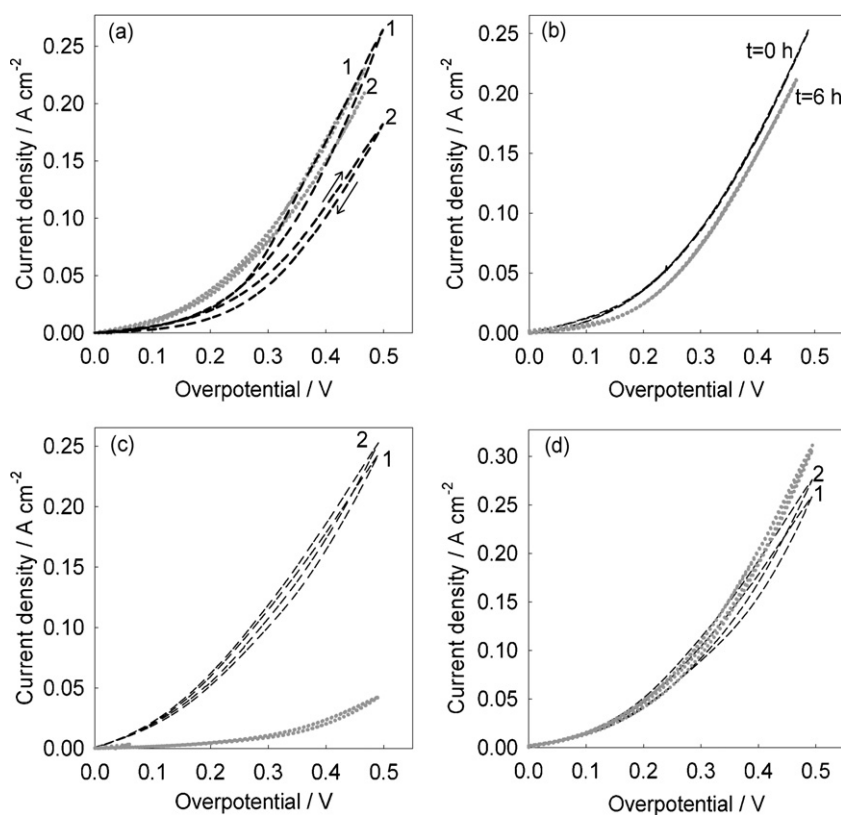 (a)
Current density / A cm⁻²
0.25
0.20
0.15
0.10
0.05
0.00
1
1
2
2
0.0 0.1 0.2 0.3 0.4 0.5
Overpotential / V
(b)
Current density / A cm⁻²
0.25
0.20
0.15
0.10
0.05
0.00
t=0 h
t=6 h
0.0 0.1 0.2 0.3 0.4 0.5
Overpotential / V
(c)
Current density / A cm⁻²
0.25
0.20
0.15
0.10
0.05
0.00
2
1
0.0 0.1 0.2 0.3 0.4 0.5
Overpotential / V
(d)
Current density / A cm⁻²
0.30
0.25
0.20
0.15
0.10
0.05
0.00
2
1
0.0 0.1 0.2 0.3 0.4 0.5
Overpotential / V